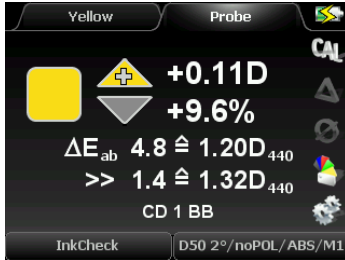 Yellow Probe
CAL
+0.11D
+9.6%
ΔEab 4.8 ≙ 1.20D440
>> 1.4 ≙ 1.32D440
CD 1 BB
InkCheck D50 2°/noPOL/ABS/M1